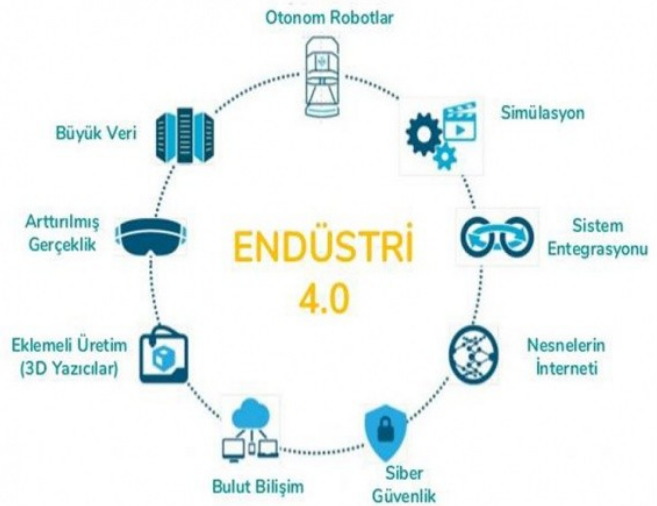 Otonom Robotlar
Simülasyon
Sistem
Entegrasyonu
Nesnelerin
İnterneti
Siber
Güvenlik
Bulut Bilişim
Eklemeli Üretim
(3D Yazıcılar)
Arttırılmış
Gerçeklik
Büyük Veri
ENDÜSTRİ
4.0